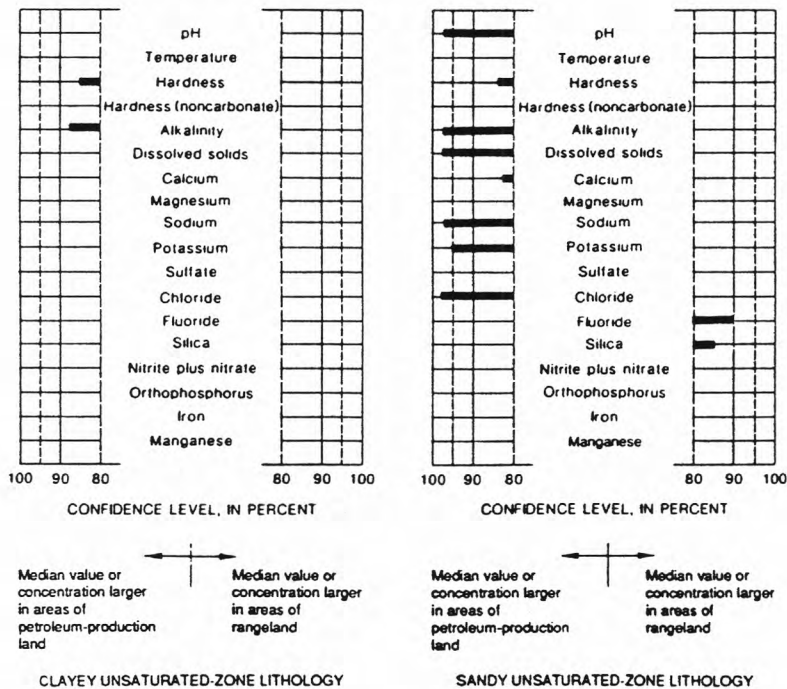 pH
Temperature
Hardness
Hardness (noncarbonate)
Alkalinity
Dissolved solids
Calcium
Magnesium
Sodium
Potassium
Sulfate
Chloride
Fluoride
Silica
Nitrite plus nitrate
Orthophosphorus
Iron
Manganese
100 90 80 80 90 100
CONFIDENCE LEVEL, IN PERCENT
Median value or
concentration larger
in areas of
petroleum-production
land
Median value or
concentration larger
in areas of
rangeland
CLAYEY UNSATURATED-ZONE LITHOLOGY
pH
Temperature
Hardness
Hardness (noncarbonate)
Alkalinity
Dissolved solids
Calcium
Magnesium
Sodium
Potassium
Sulfate
Chloride
Fluoride
Silica
Nitrite plus nitrate
Orthophosphorus
Iron
Manganese
100 90 80 80 90 100
CONFIDENCE LEVEL, IN PERCENT
Median value or
concentration larger
in areas of
petroleum-production
land
Median value or
concentration larger
in areas of
rangeland
SANDY UNSATURATED-ZONE LITHOLOGY